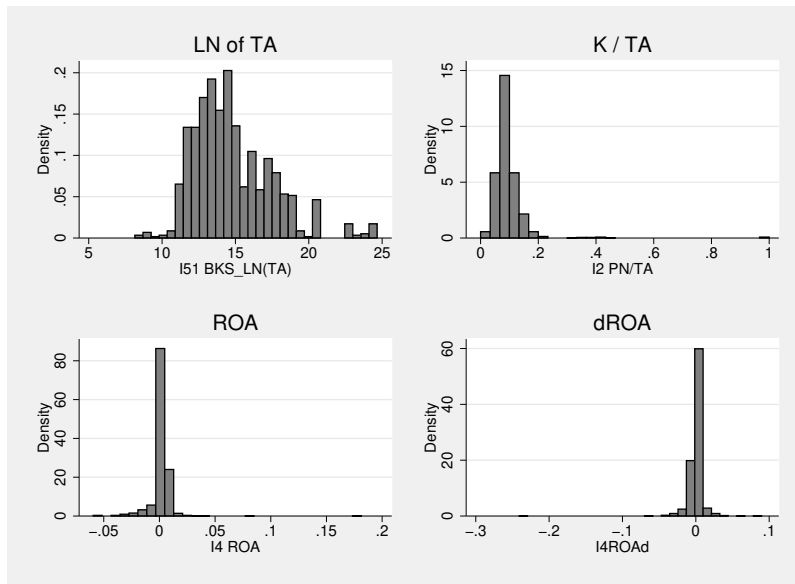 LN of TA
Density
0 .05 .1 .15 .2
5 10 15 20 25
I51 BKS_LN(TA)
K / TA
Density
0 5 10 15
0 .2 .4 .6 .8 1
I2 PN/TA
ROA
Density
0 20 40 60 80
−.05 0 .05 .1 .15 .2
I4 ROA
dROA
Density
0 20 40 60
−.3 −.2 −.1 0 .1
I4ROAd